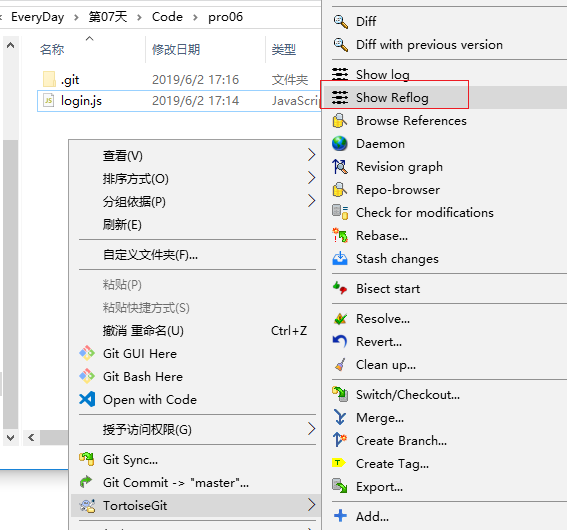 EveryDay › 第07天 › Code › pro06
名称 修改日期 类型
.git 2019/6/2 17:16 文件夹
login.js 2019/6/2 17:14 JavaScri
查看(V)
排序方式(O)
分组依据(P)
刷新(E)
自定义文件夹(F)...
粘贴(P)
粘贴快捷方式(S)
撤消 重命名(U) Ctrl+Z
Git GUI Here
Git Bash Here
Open with Code
授予访问权限(G)
Git Sync...
Git Commit -> "master"...
TortoiseGit
Diff
Diff with previous version
Show log
Show Reflog
Browse References
Daemon
Revision graph
Repo-browser
Check for modifications
Rebase...
Stash changes
Bisect start
Resolve...
Revert...
Clean up...
Switch/Checkout...
Merge...
Create Branch...
Create Tag...
Export...
Add...